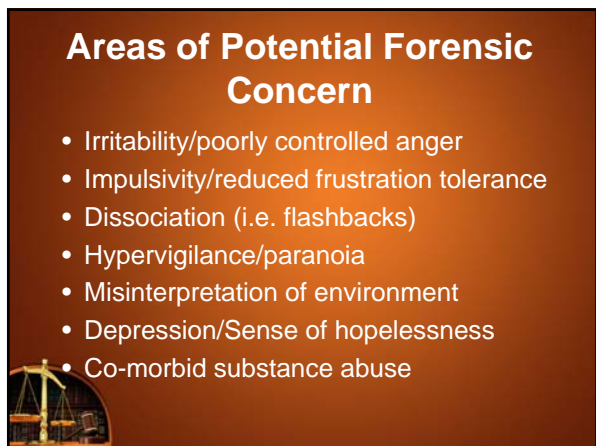 Areas of Potential Forensic
Concern
• Irritability/poorly controlled anger
• Impulsivity/reduced frustration tolerance
• Dissociation (i.e. flashbacks)
• Hypervigilance/paranoia
• Misinterpretation of environment
• Depression/Sense of hopelessness
• Co-morbid substance abuse